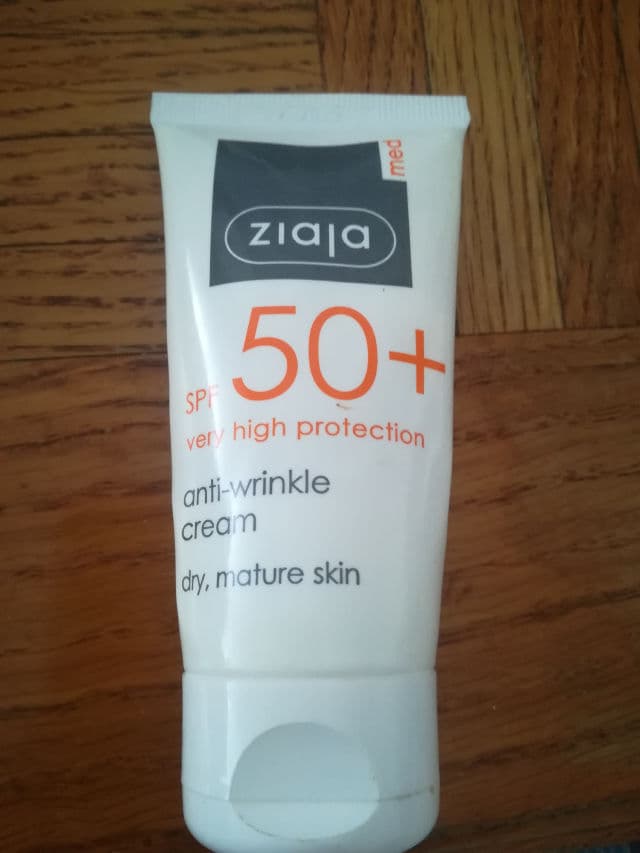 med
ziaja
SPF 50+
very high protection
anti-wrinkle
cream
dry, mature skin